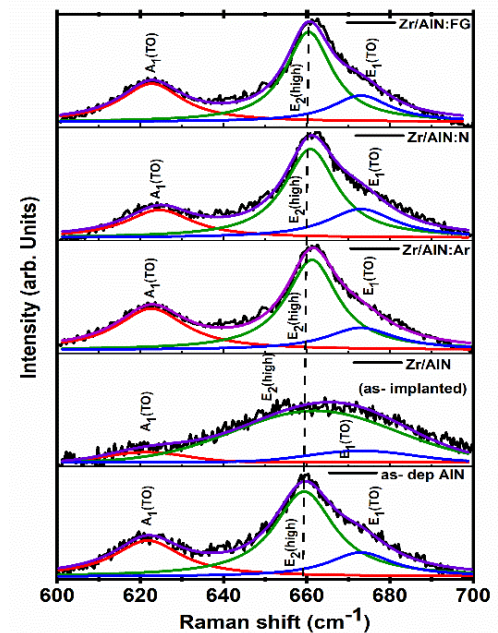 Zr/AlN:FG
A₁(TO)
E₂(high)
E₁(TO)
Zr/AlN:N
A₁(TO)
E₂(high)
E₁(TO)
Zr/AlN:Ar
A₁(TO)
E₂(high)
E₁(TO)
Zr/AlN
(as- implanted)
A₁(TO)
E₂(high)
E₁(TO)
as- dep AlN
A₁(TO)
E₂(high)
E₁(TO)
Intensity (arb. Units)
600 620 640 660 680 700
Raman shift (cm⁻¹)